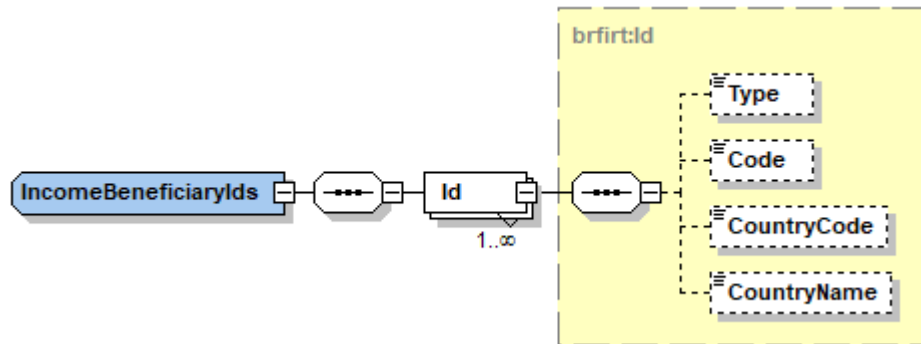 brfirt:Id
Type
Code
IncomeBeneficiaryIds
Id
CountryCode
1..∞
CountryName